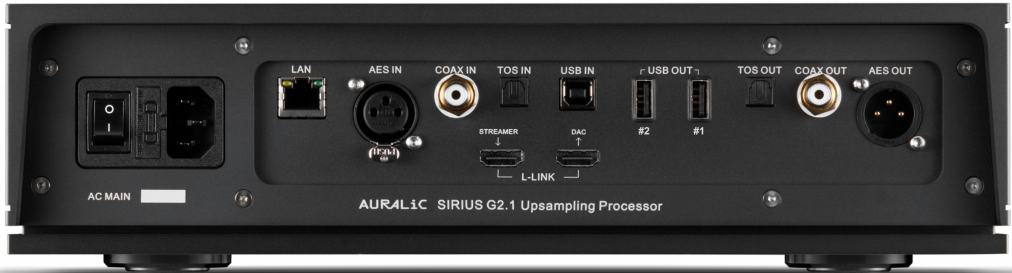 LAN
AES IN
COAX IN
TOS IN
USB IN
USB OUT
TOS OUT
COAX OUT
AES OUT
#2
#1
STREAMER
DAC
L-LINK
O
I
AC MAIN
AURALiC SIRIUS G2.1 Upsampling Processor